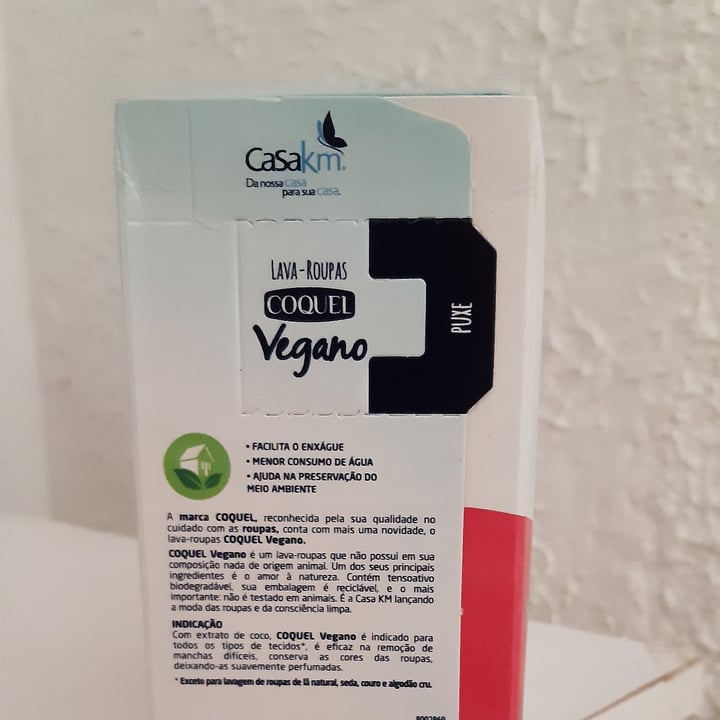 Casakm®
Da nossa casa
para sua casa.
LAVA-ROUPAS
COQUEL
Vegano
PUXE
• FACILITA O ENXÁGUE
• MENOR CONSUMO DE ÁGUA
• AJUDA NA PRESERVAÇÃO DO
MEIO AMBIENTE
A marca COQUEL, reconhecida pela sua qualidade no
cuidado com as roupas, conta com mais uma novidade, o
lava-roupas COQUEL Vegano.
COQUEL Vegano é um lava-roupas que não possui em sua
composição nada de origem animal. Um dos seus principais
ingredientes é o amor à natureza. Contém tensoativo
biodegradável, sua embalagem é reciclável, e o mais
importante: não é testado em animais. É a Casa KM lançando
a moda das roupas e da consciência limpa.
INDICAÇÃO
Com extrato de coco, COQUEL Vegano é indicado para
todos os tipos de tecidos*, é eficaz na remoção de
manchas difíceis, conserva as cores das roupas,
deixando-as suavemente perfumadas.
* Exceto para lavagem de roupas de lã natural, seda, couro e algodão cru.